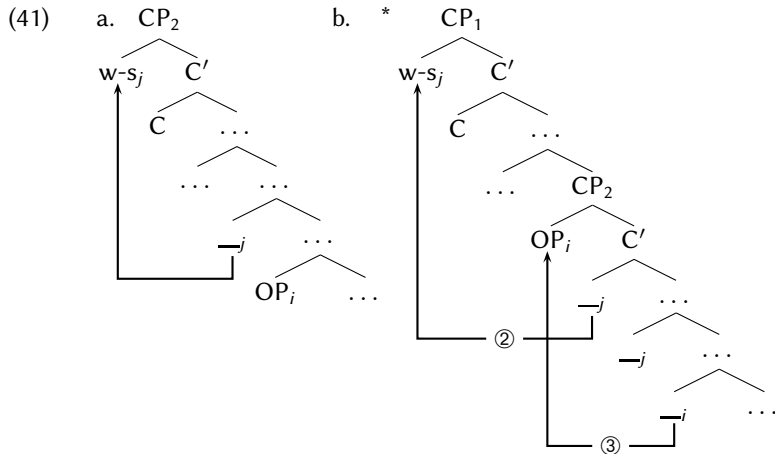 (41) a. CP₂ b. * CP₁
w-sⱼ C′ w-sⱼ C′
C . . . C . . .
. . . . . . . . . CP₂
—ⱼ . . . OPᵢ C′
OPᵢ . . . —ⱼ . . .
② —ⱼ . . .
—ᵢ . . .
③